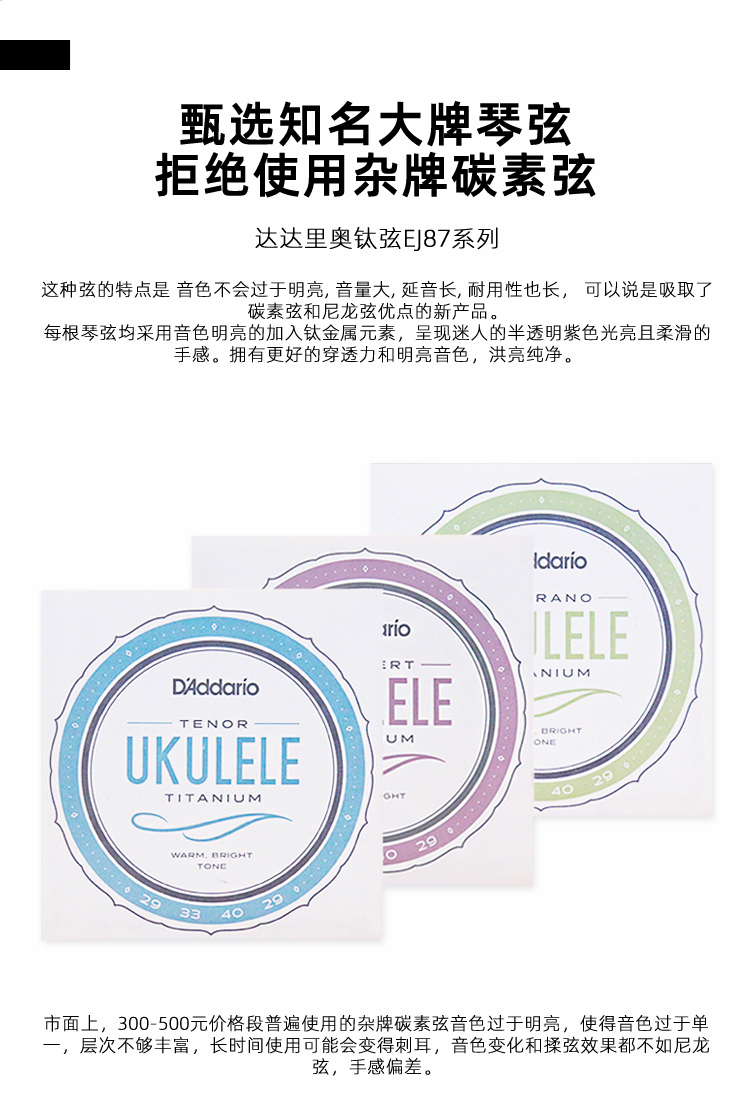 甄选知名大牌琴弦
拒绝使用杂牌碳素弦
达达里奥钛弦EJ87系列
这种弦的特点是 音色不会过于明亮, 音量大, 延音长, 耐用性也长， 可以说是吸取了
碳素弦和尼龙弦优点的新产品。
每根琴弦均采用音色明亮的加入钛金属元素，呈现迷人的半透明紫色光亮且柔滑的
手感。拥有更好的穿透力和明亮音色，洪亮纯净。
ddario
RANO
ULELE
ANIUM
BRIGHT
ONE
40 29
ario
ERT
ELE
UM
GHT
0 29
D'Addario
TENOR
UKULELE
TITANIUM
WARM, BRIGHT
TONE
29 33 40 29
市面上，300-500元价格段普遍使用的杂牌碳素弦音色过于明亮，使得音色过于单
一，层次不够丰富，长时间使用可能会变得刺耳，音色变化和揉弦效果都不如尼龙
弦，手感偏差。